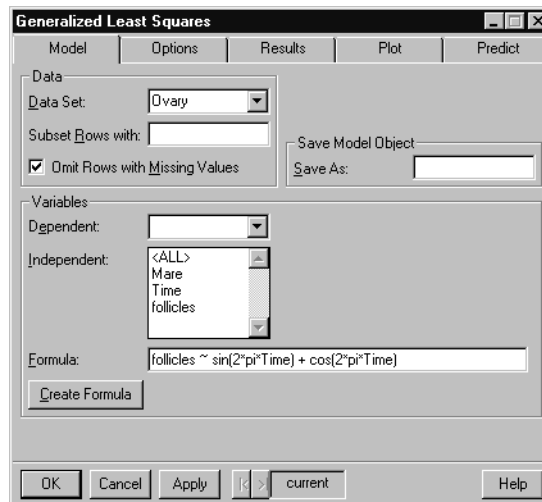 Generalized Least Squares
Model Options Results Plot Predict
Data
Data Set: Ovary
Subset Rows with:
Omit Rows with Missing Values
Save Model Object
Save As:
Variables
Dependent:
Independent: <ALL>
Mare
Time
follicles
Formula: follicles ~ sin(2*pi*Time) + cos(2*pi*Time)
Create Formula
OK Cancel Apply current Help